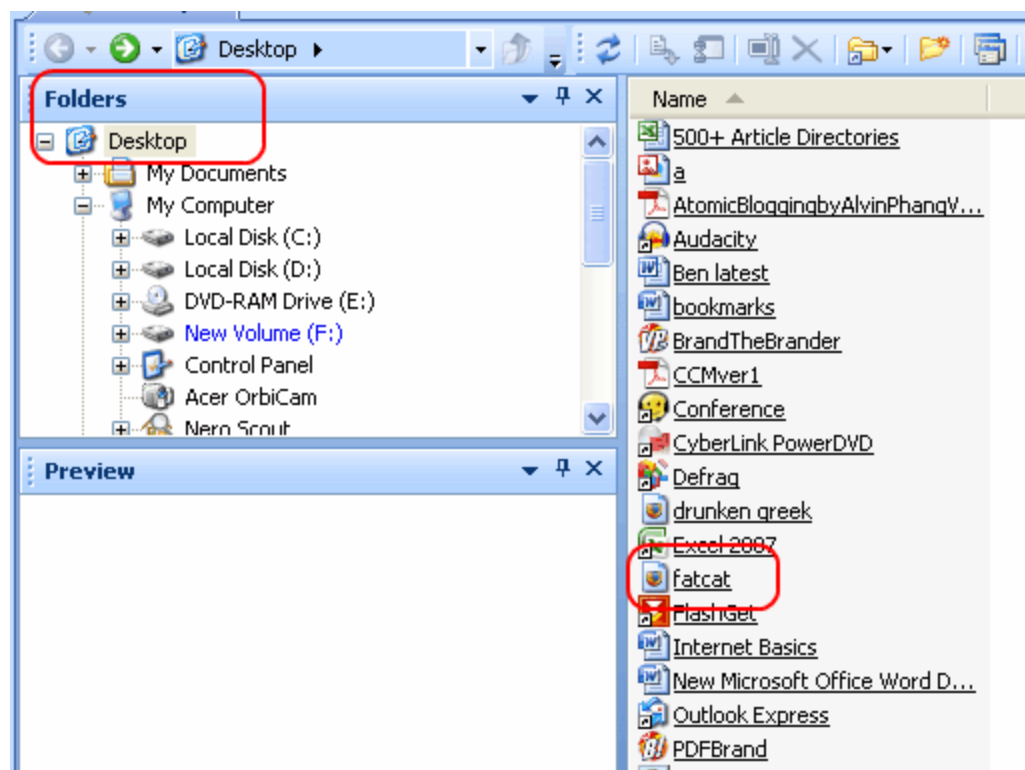 Desktop
Folders
Desktop
My Documents
My Computer
Local Disk (C:)
Local Disk (D:)
DVD-RAM Drive (E:)
New Volume (F:)
Control Panel
Acer OrbiCam
Nero Scout
Preview
Name
500+ Article Directories
a
AtomicBloggingbyAlvinPhangV...
Audacity
Ben latest
bookmarks
BrandTheBrander
CCMver1
Conference
CyberLink PowerDVD
Defrag
drunken greek
Excel 2007
fatcat
FlashGet
Internet Basics
New Microsoft Office Word D...
Outlook Express
PDFBrand